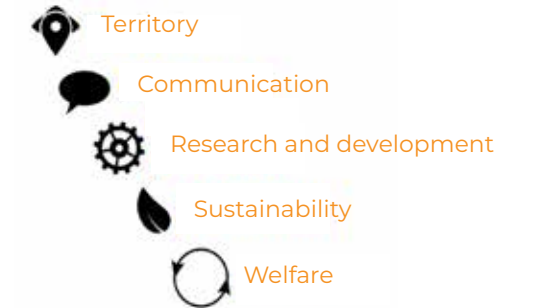 Territory
Communication
Research and development
Sustainability
Welfare